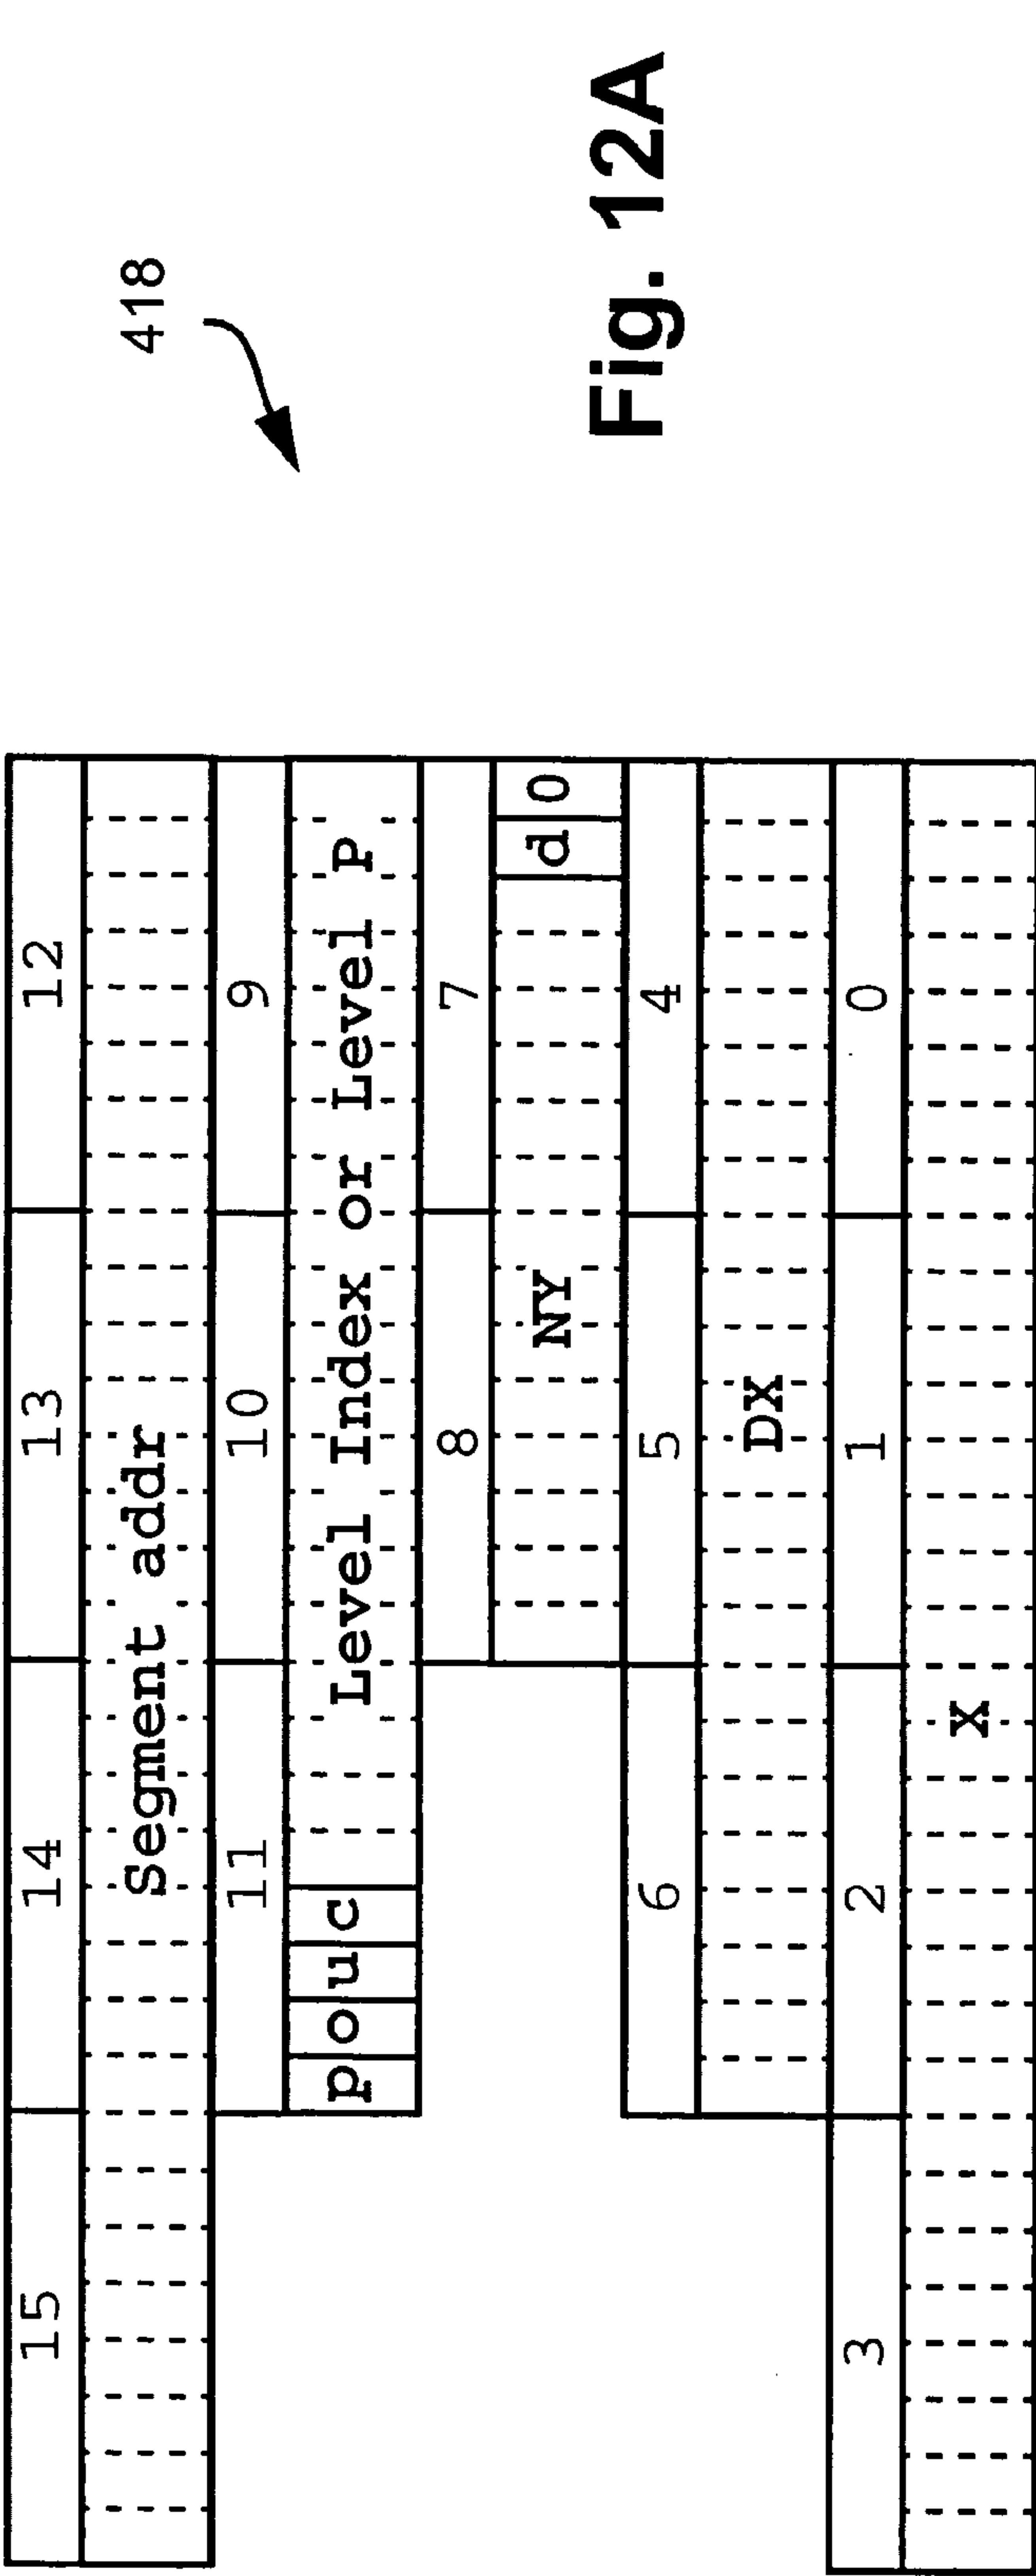 15 14 13 12
Segment addr
11 10 9
p o u c Level Index or Level P
8 7
NY d 0
6 5 4
DX
3 2 1 0
X
418
Fig. 12A